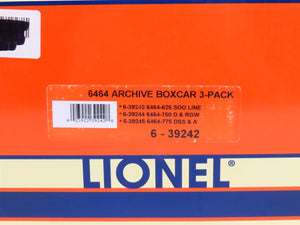 6464 ARCHIVE BOXCAR 3-PACK
* 6-39243 6464-625 SOO LINE
* 6-39244 6464-750 D & RGW
* 6-39245 6464-775 DSS & A
6 - 39242
LIONEL®